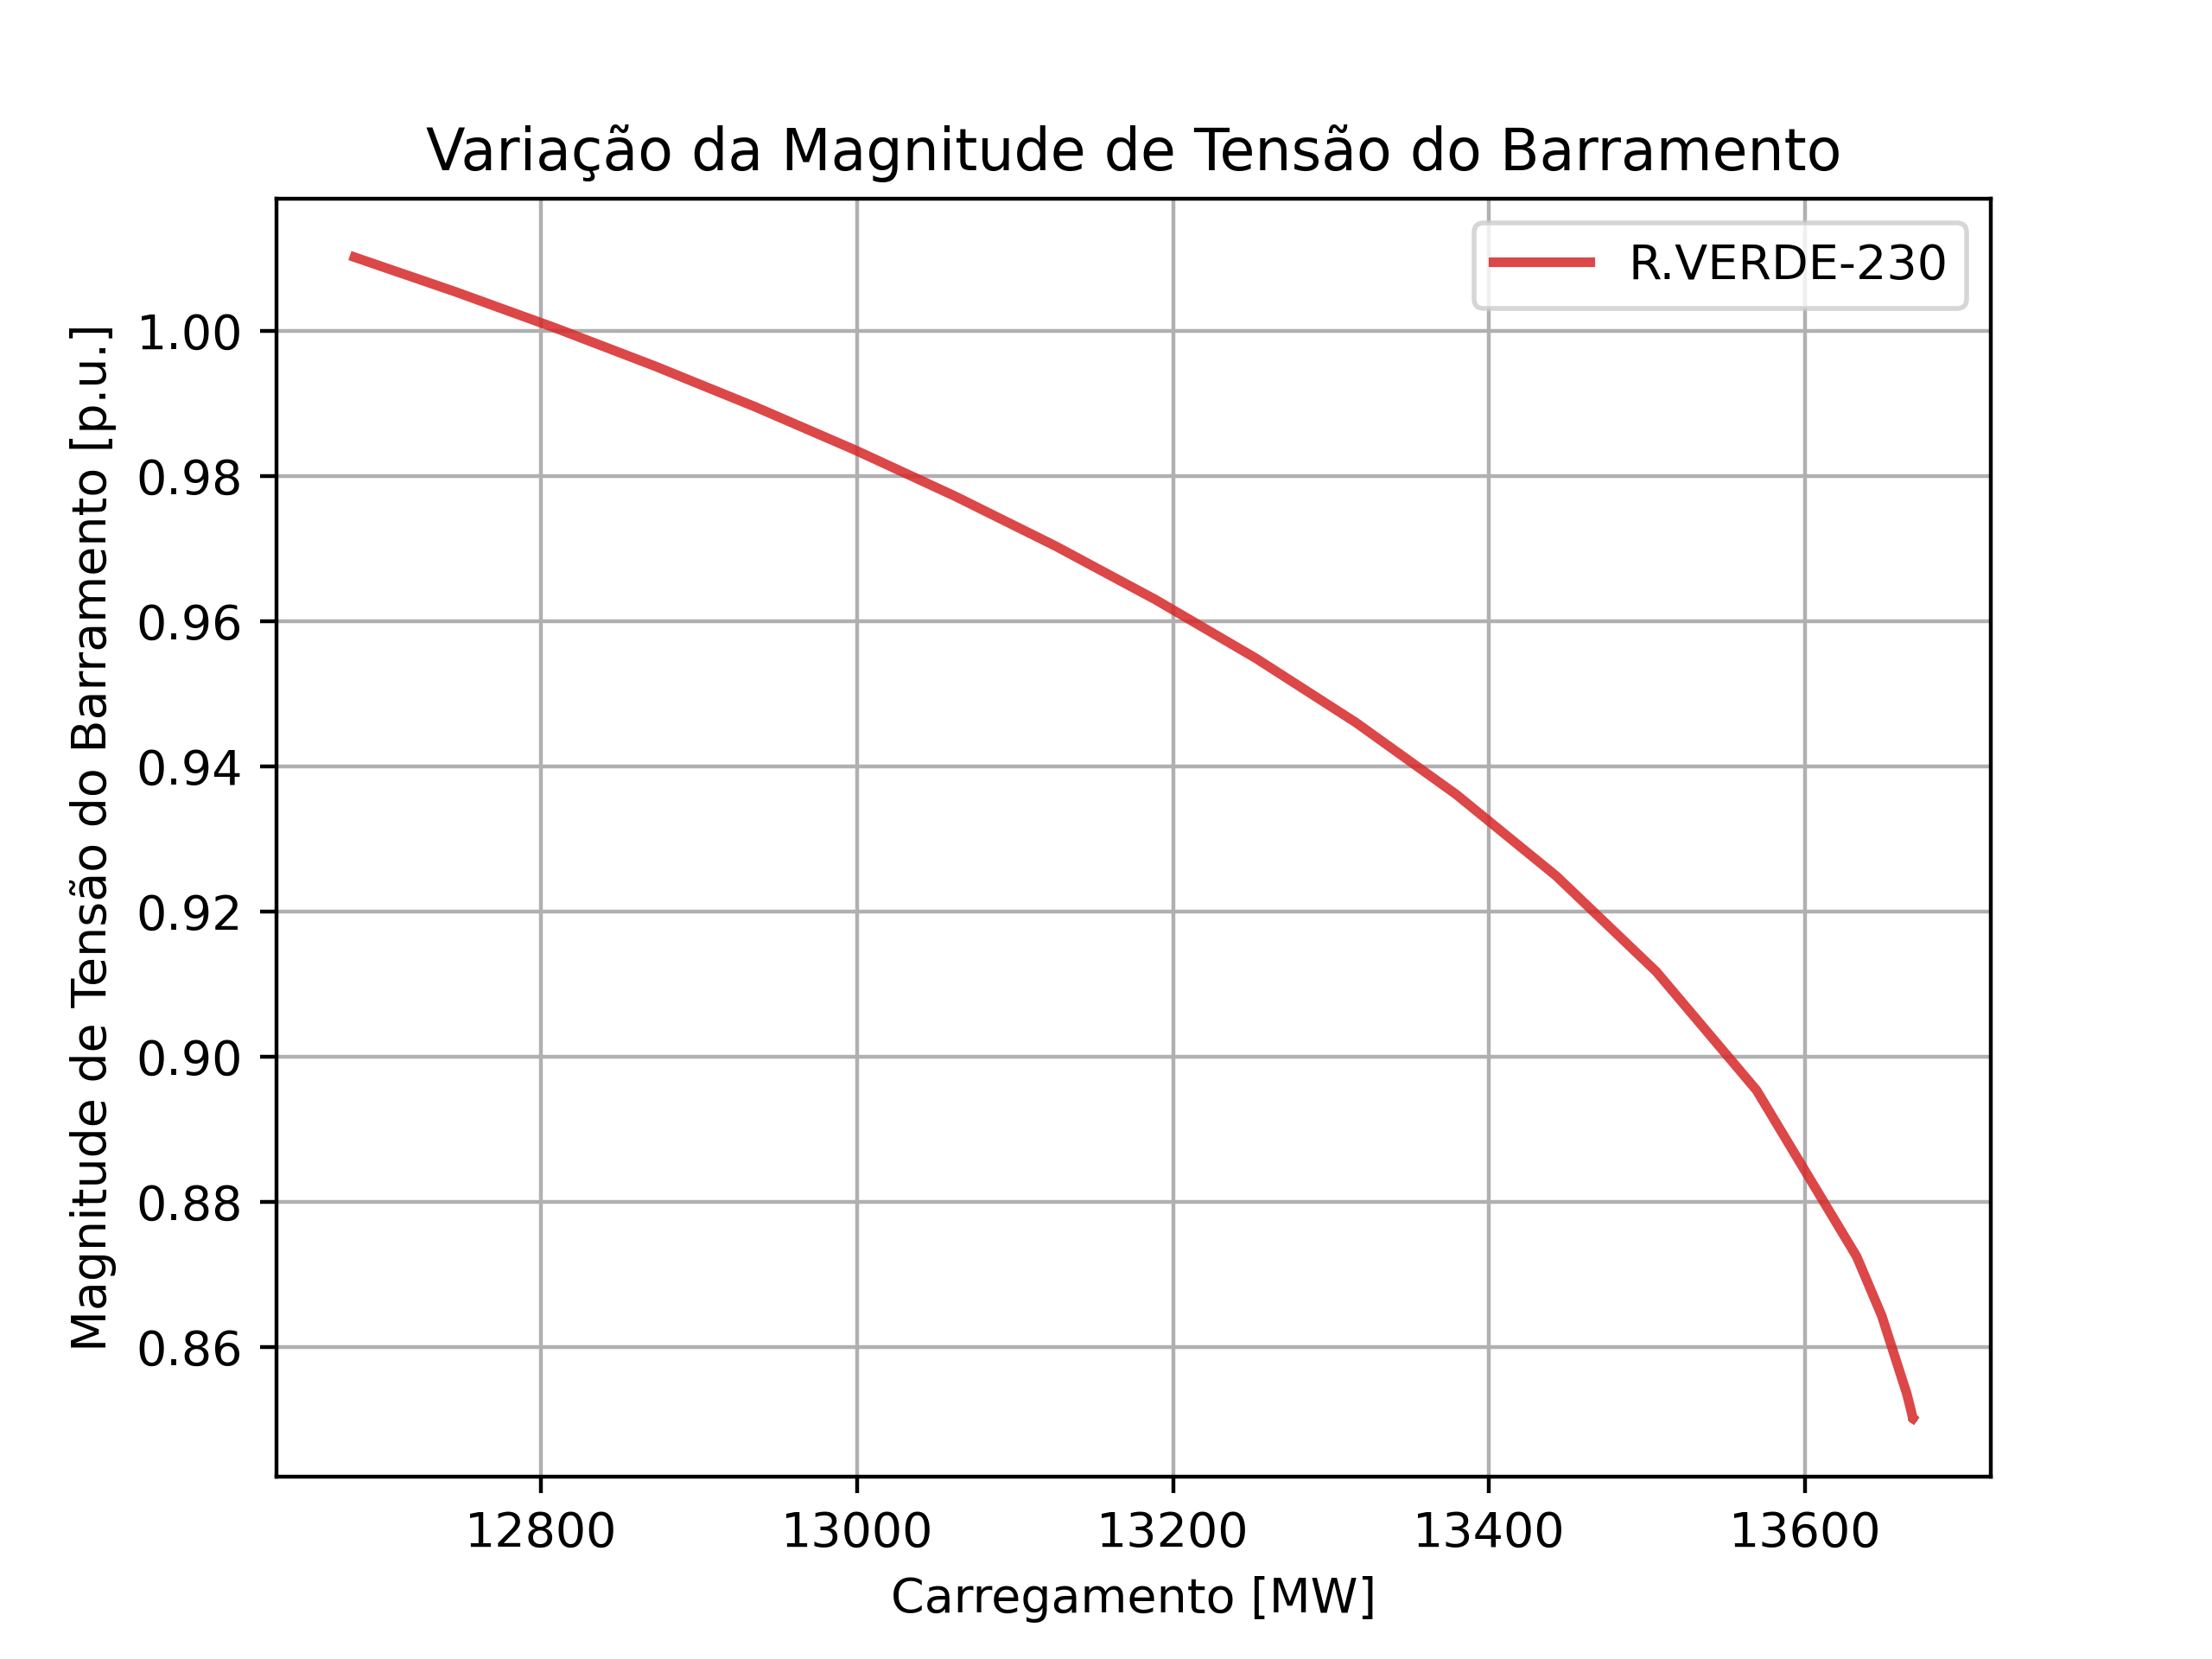 Variação da Magnitude de Tensão do Barramento
R.VERDE-230
Magnitude de Tensão do Barramento [p.u.]
1.00
0.98
0.96
0.94
0.92
0.90
0.88
0.86
12800 13000 13200 13400 13600
Carregamento [MW]